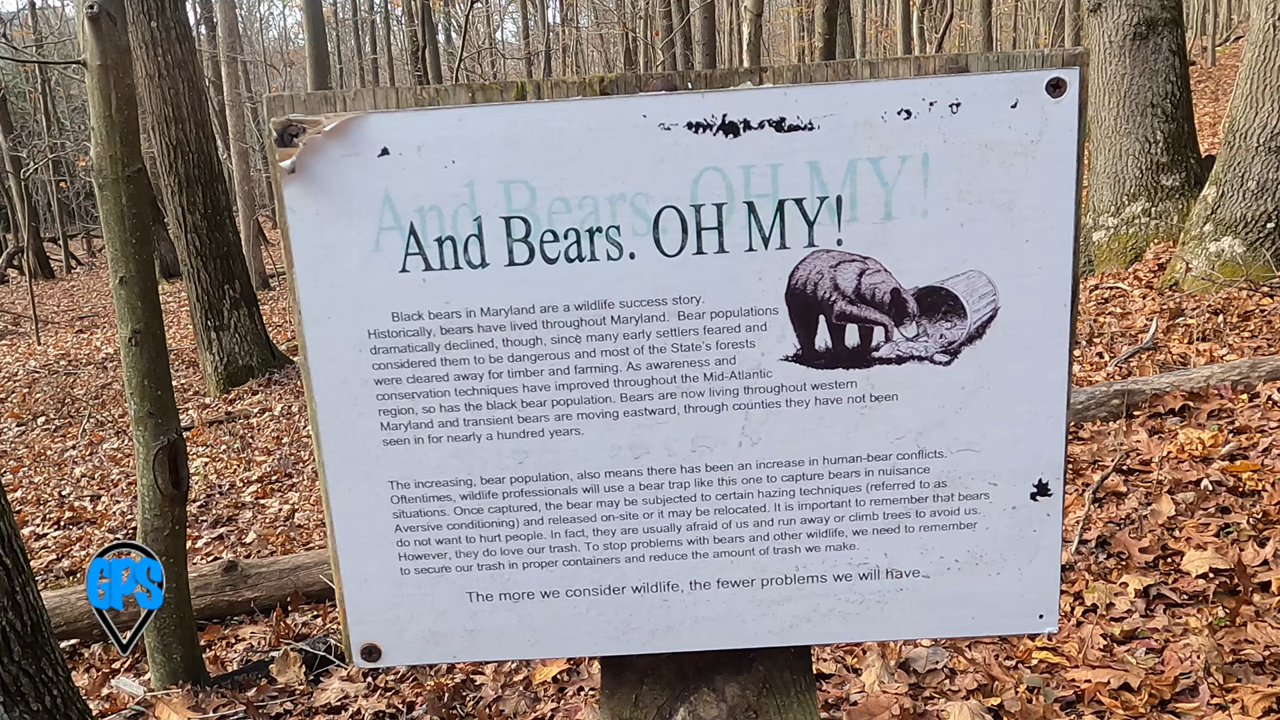 And Bears. OH MY!
And Bears. OH MY!
Black bears in Maryland are a wildlife success story.
Historically, bears have lived throughout Maryland. Bear populations
dramatically declined, though, since many early settlers feared and
considered them to be dangerous and most of the State's forests
were cleared away for timber and farming. As awareness and
conservation techniques have improved throughout the Mid-Atlantic
region, so has the black bear population. Bears are now living throughout western
Maryland and transient bears are moving eastward, through counties they have not been
seen in for nearly a hundred years.
The increasing, bear population, also means there has been an increase in human-bear conflicts.
Oftentimes, wildlife professionals will use a bear trap like this one to capture bears in nuisance
situations. Once captured, the bear may be subjected to certain hazing techniques (referred to as
Aversive conditioning) and released on-site or it may be relocated. It is important to remember that bears
do not want to hurt people. In fact, they are usually afraid of us and run away or climb trees to avoid us.
However, they do love our trash. To stop problems with bears and other wildlife, we need to remember
to secure our trash in proper containers and reduce the amount of trash we make.
The more we consider wildlife, the fewer problems we will have.
GPS